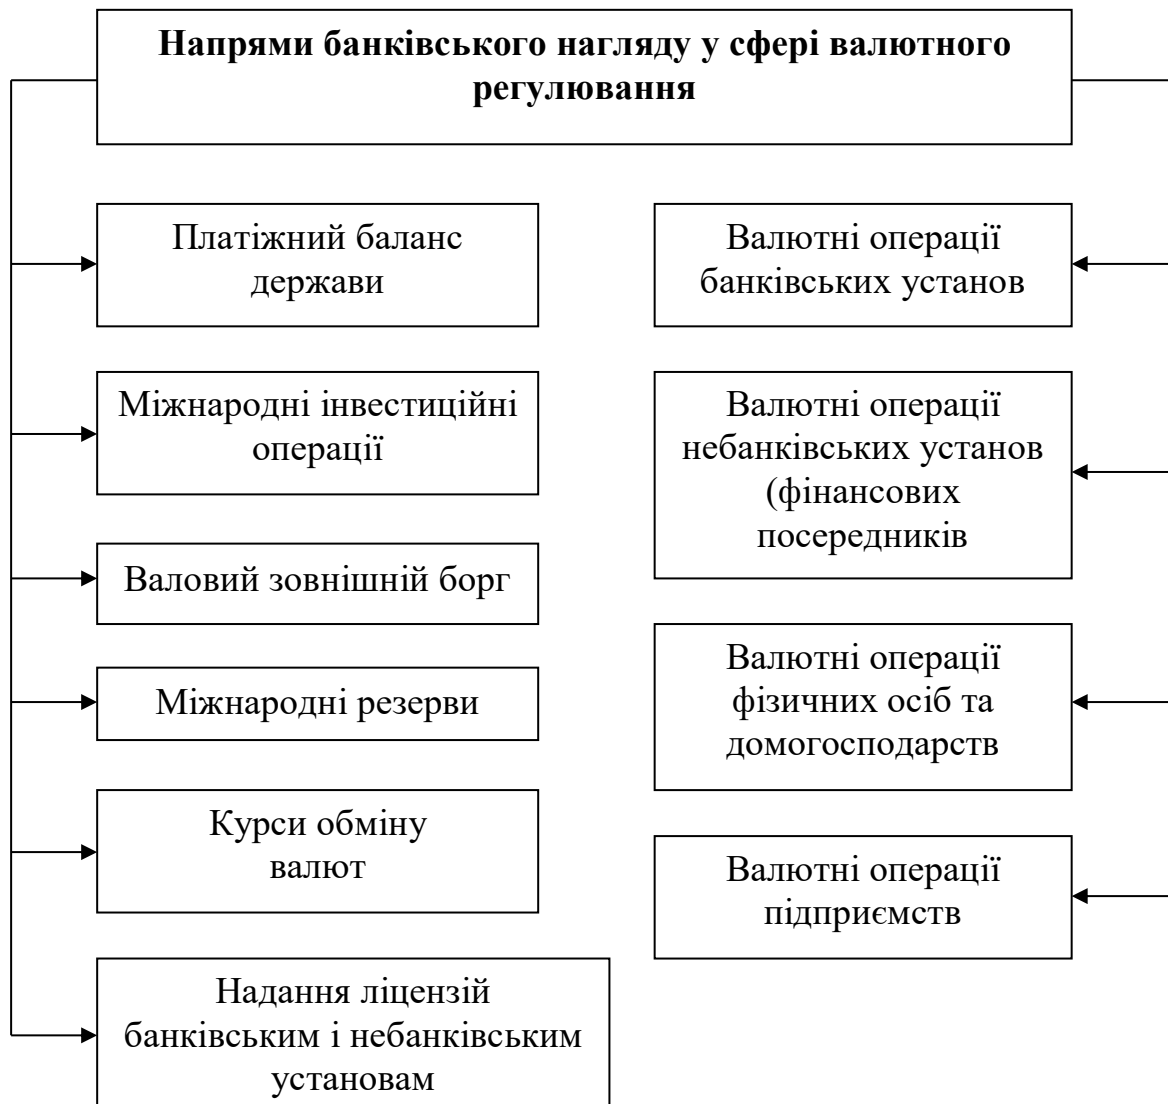 Напрями банківського нагляду у сфері валютного
регулювання
Платіжний баланс
держави
Міжнародні інвестиційні
операції
Валовий зовнішній борг
Міжнародні резерви
Курси обміну
валют
Надання ліцензій
банківським і небанківським
установам
Валютні операції
банківських установ
Валютні операції
небанківських установ
(фінансових
посередників
Валютні операції
фізичних осіб та
домогосподарств
Валютні операції
підприємств